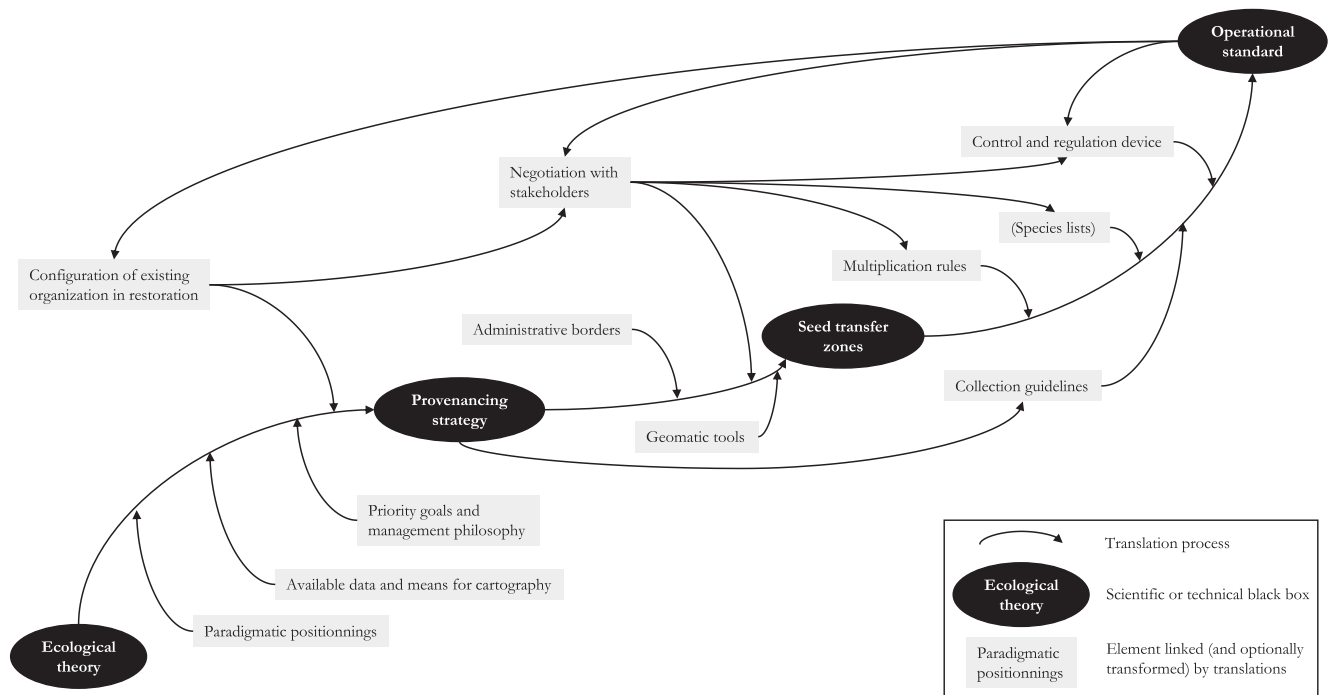 Operational
standard
Control and regulation device
Negotiation with
stakeholders
(Species lists)
Multiplication rules
Configuration of existing
organization in restoration
Administrative borders
Seed transfer
zones
Collection guidelines
Provenancing
strategy
Geomatic tools
Priority goals and
management philosophy
Available data and means for cartography
Paradigmatic positionnings
Ecological
theory
Translation process
Ecological
theory
Scientific or technical black box
Paradigmatic
positionnings
Element linked (and optionally
transformed) by translations